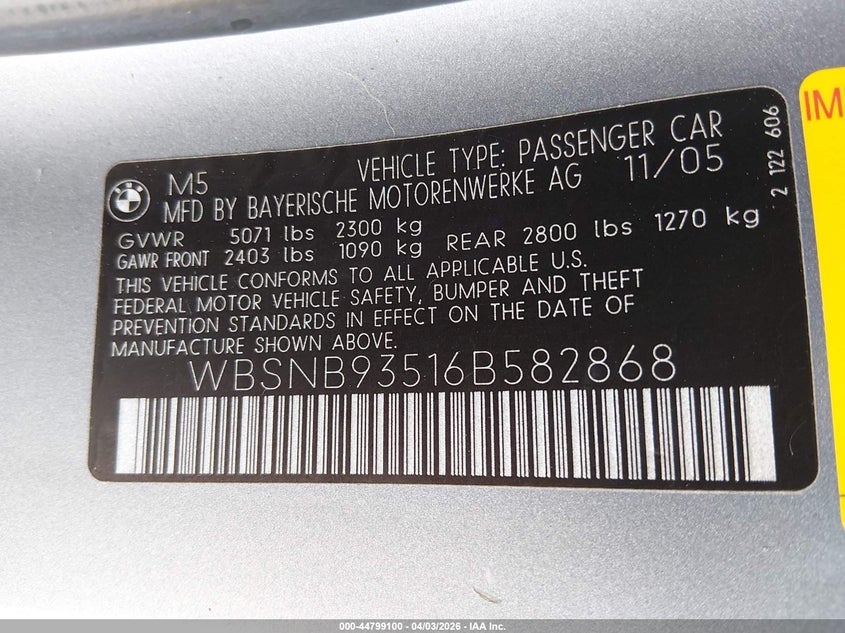 BMW
M5
VEHICLE TYPE: PASSENGER CAR
MFD BY BAYERISCHE MOTORENWERKE AG 11/05
GVWR 5071 lbs 2300 kg
GAWR FRONT 2403 lbs 1090 kg REAR 2800 lbs 1270 kg
THIS VEHICLE CONFORMS TO ALL APPLICABLE U.S.
FEDERAL MOTOR VEHICLE SAFETY, BUMPER AND THEFT
PREVENTION STANDARDS IN EFFECT ON THE DATE OF
MANUFACTURE SHOWN ABOVE.
WBSNB93516B582868
2 122 606
IM
000-44799100 - 04/03/2026 - IAA Inc.